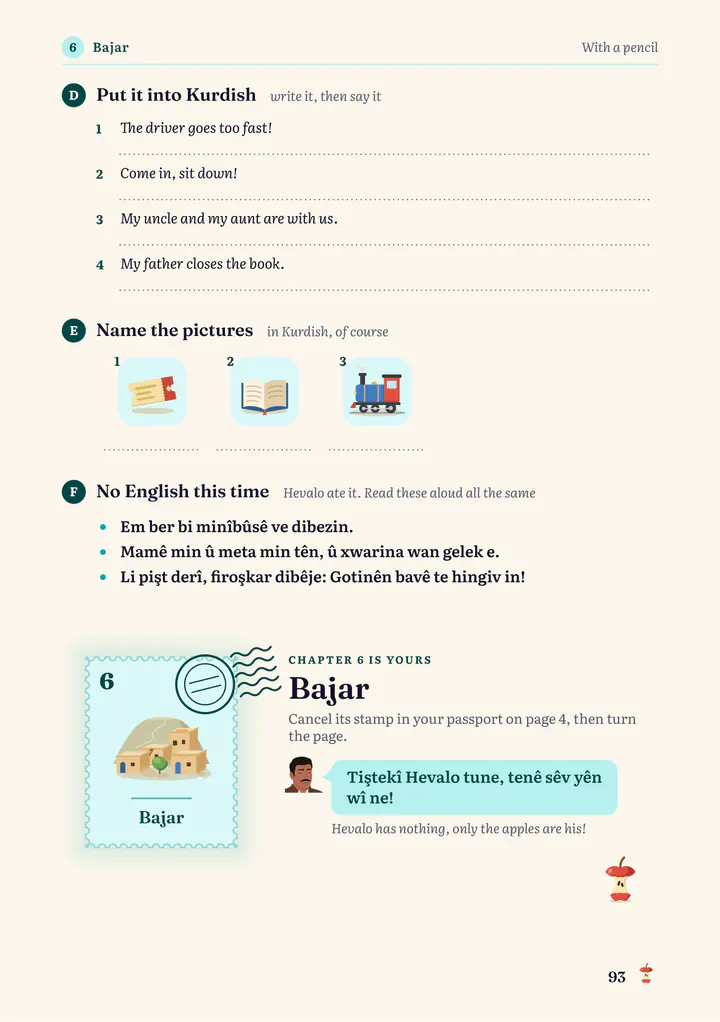 6 Bajar With a pencil
D Put it into Kurdish write it, then say it
1 The driver goes too fast!
2 Come in, sit down!
3 My uncle and my aunt are with us.
4 My father closes the book.
E Name the pictures in Kurdish, of course
1 2 3
F No English this time Hevalo ate it. Read these aloud all the same
• Em ber bi minîbûsê ve dibezin.
• Mamê min û meta min tên, û xwarina wan gelek e.
• Li pişt derî, firoşkar dibêje: Gotinên bavê te hingiv in!
6
Bajar
CHAPTER 6 IS YOURS
Bajar
Cancel its stamp in your passport on page 4, then turn
the page.
Tiştekî Hevalo tune, tenê sêv yên
wî ne!
Hevalo has nothing, only the apples are his!
93